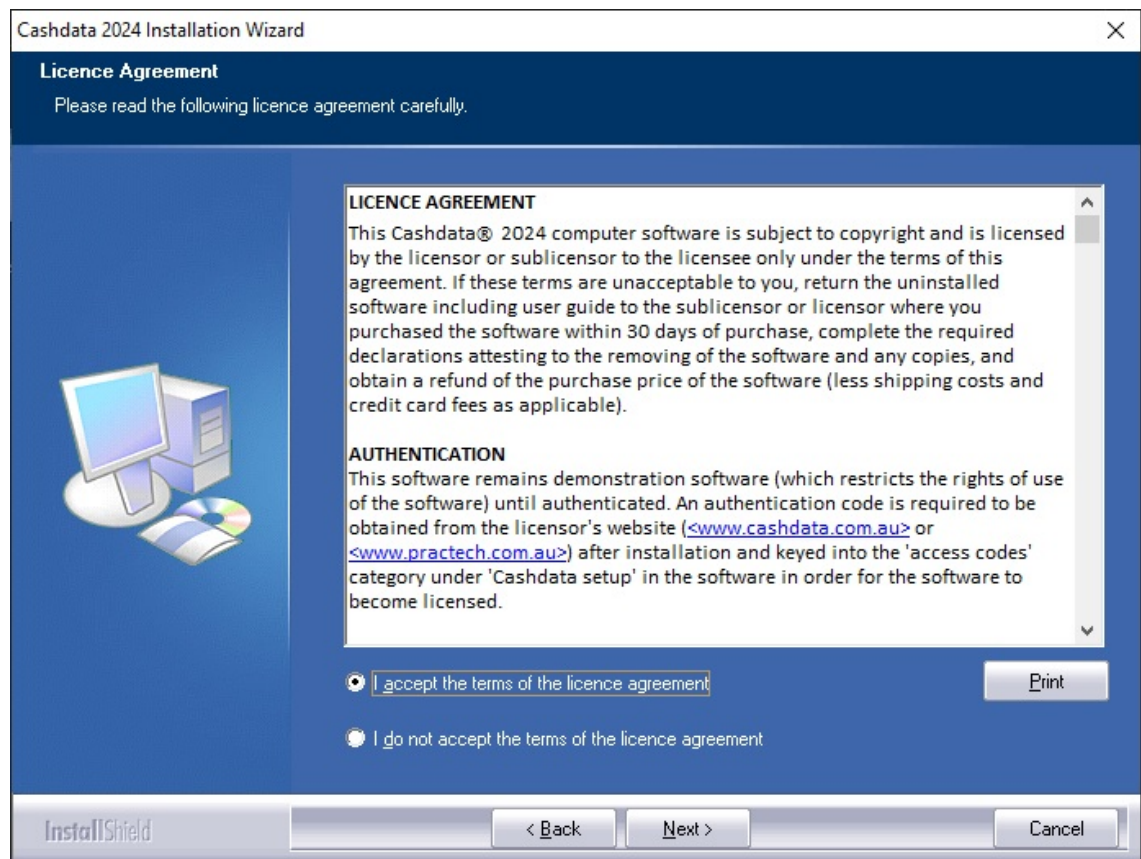 Cashdata 2024 Installation Wizard
Licence Agreement
Please read the following licence agreement carefully.
LICENCE AGREEMENT
This Cashdata® 2024 computer software is subject to copyright and is licensed
by the licensor or sublicensor to the licensee only under the terms of this
agreement. If these terms are unacceptable to you, return the uninstalled
software including user guide to the sublicensor or licensor where you
purchased the software within 30 days of purchase, complete the required
declarations attesting to the removing of the software and any copies, and
obtain a refund of the purchase price of the software (less shipping costs and
credit card fees as applicable).
AUTHENTICATION
This software remains demonstration software (which restricts the rights of use
of the software) until authenticated. An authentication code is required to be
obtained from the licensor's website (<www.cashdata.com.au> or
<www.practech.com.au>) after installation and keyed into the 'access codes'
category under 'Cashdata setup' in the software in order for the software to
become licensed.
I accept the terms of the licence agreement
Print
I do not accept the terms of the licence agreement
InstallShield
< Back
Next >
Cancel